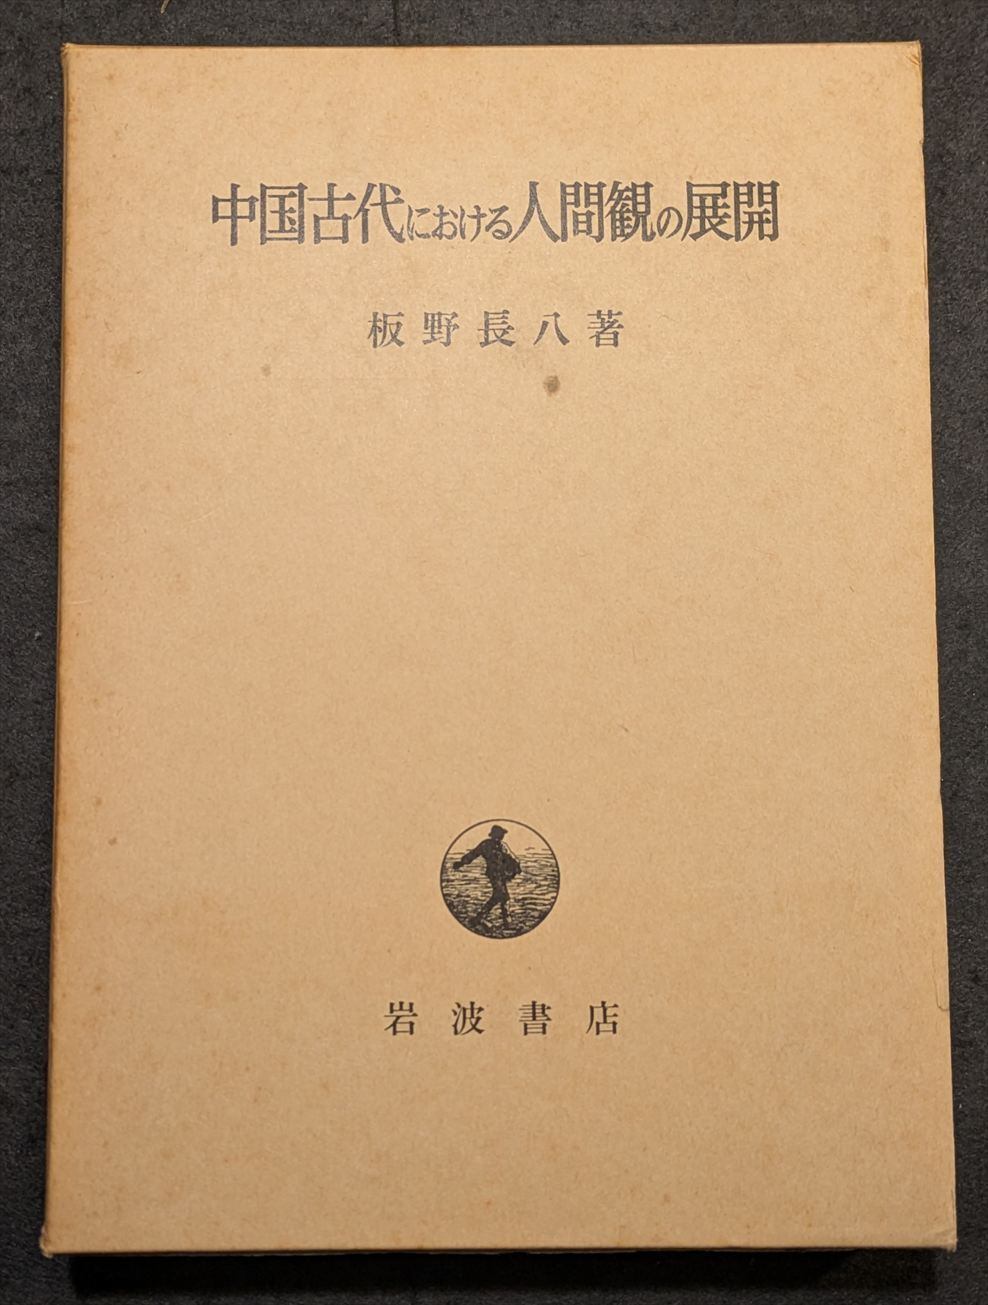 中国古代における人間観の展開
板野長八著
岩波書店